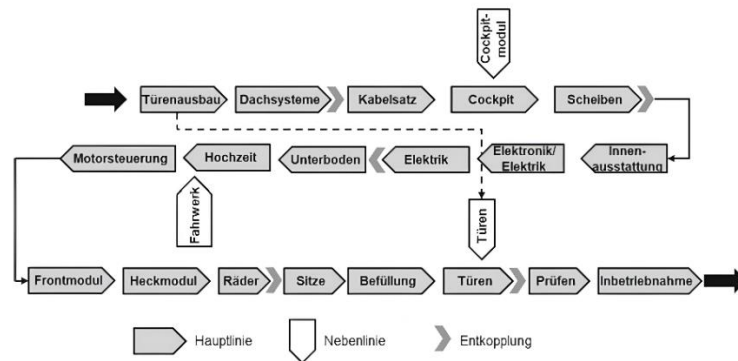 Cockpit-
modul
Türenausbau
Dachsysteme
Kabelsatz
Cockpit
Scheiben
Motorsteuerung
Hochzeit
Unterboden
Elektrik
Elektronik/
Elektrik
Innen-
ausstattung
Fahrwerk
Türen
Frontmodul
Heckmodul
Räder
Sitze
Befüllung
Türen
Prüfen
Inbetriebnahme
Hauptlinie
Nebenlinie
Entkopplung